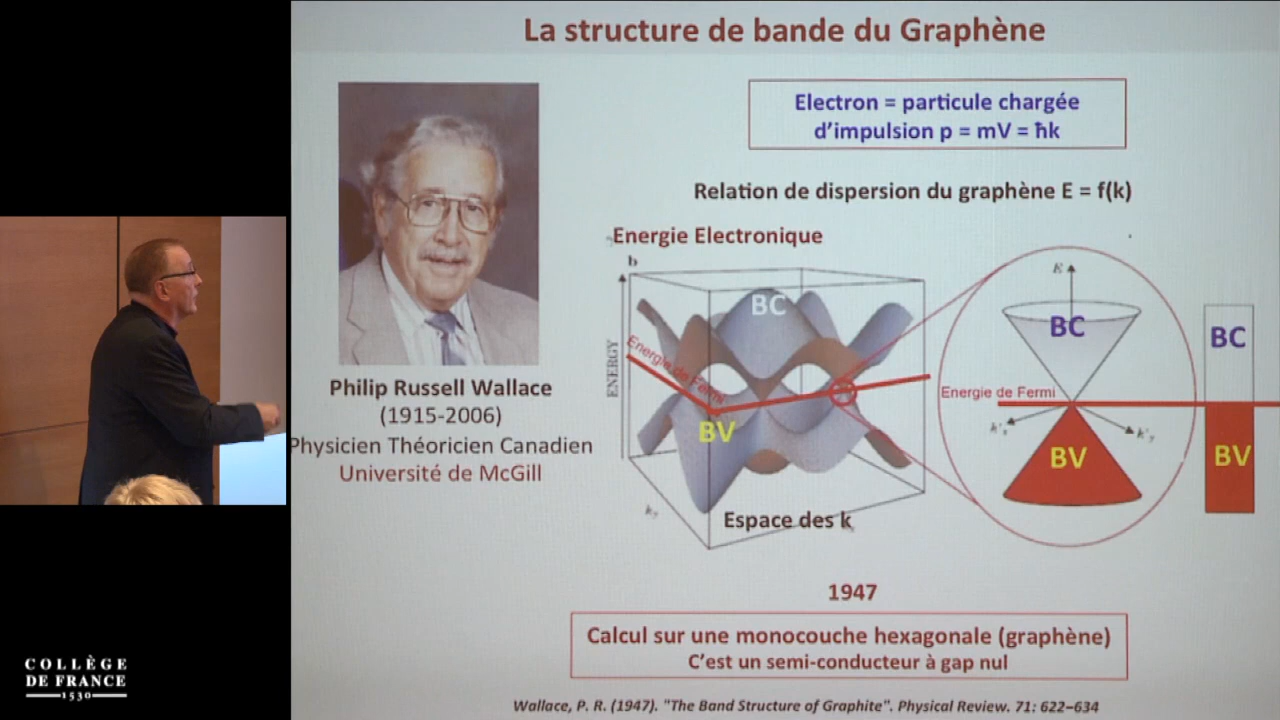 La structure de bande du Graphène
Electron = particule chargée
d'impulsion p = mV = ħk
Relation de dispersion du graphène E = f(k)
Energie Electronique
b
ENERGY
BC
Energie de Fermi
BV
Espace des k
E
BC
Energie de Fermi
k'x
k'y
BV
BC
BV
Philip Russell Wallace
(1915-2006)
Physicien Théoricien Canadien
Université de McGill
1947
Calcul sur une monocouche hexagonale (graphène)
C'est un semi-conducteur à gap nul
Wallace, P. R. (1947). "The Band Structure of Graphite". Physical Review. 71: 622–634
COLLÈGE
DE FRANCE
1530